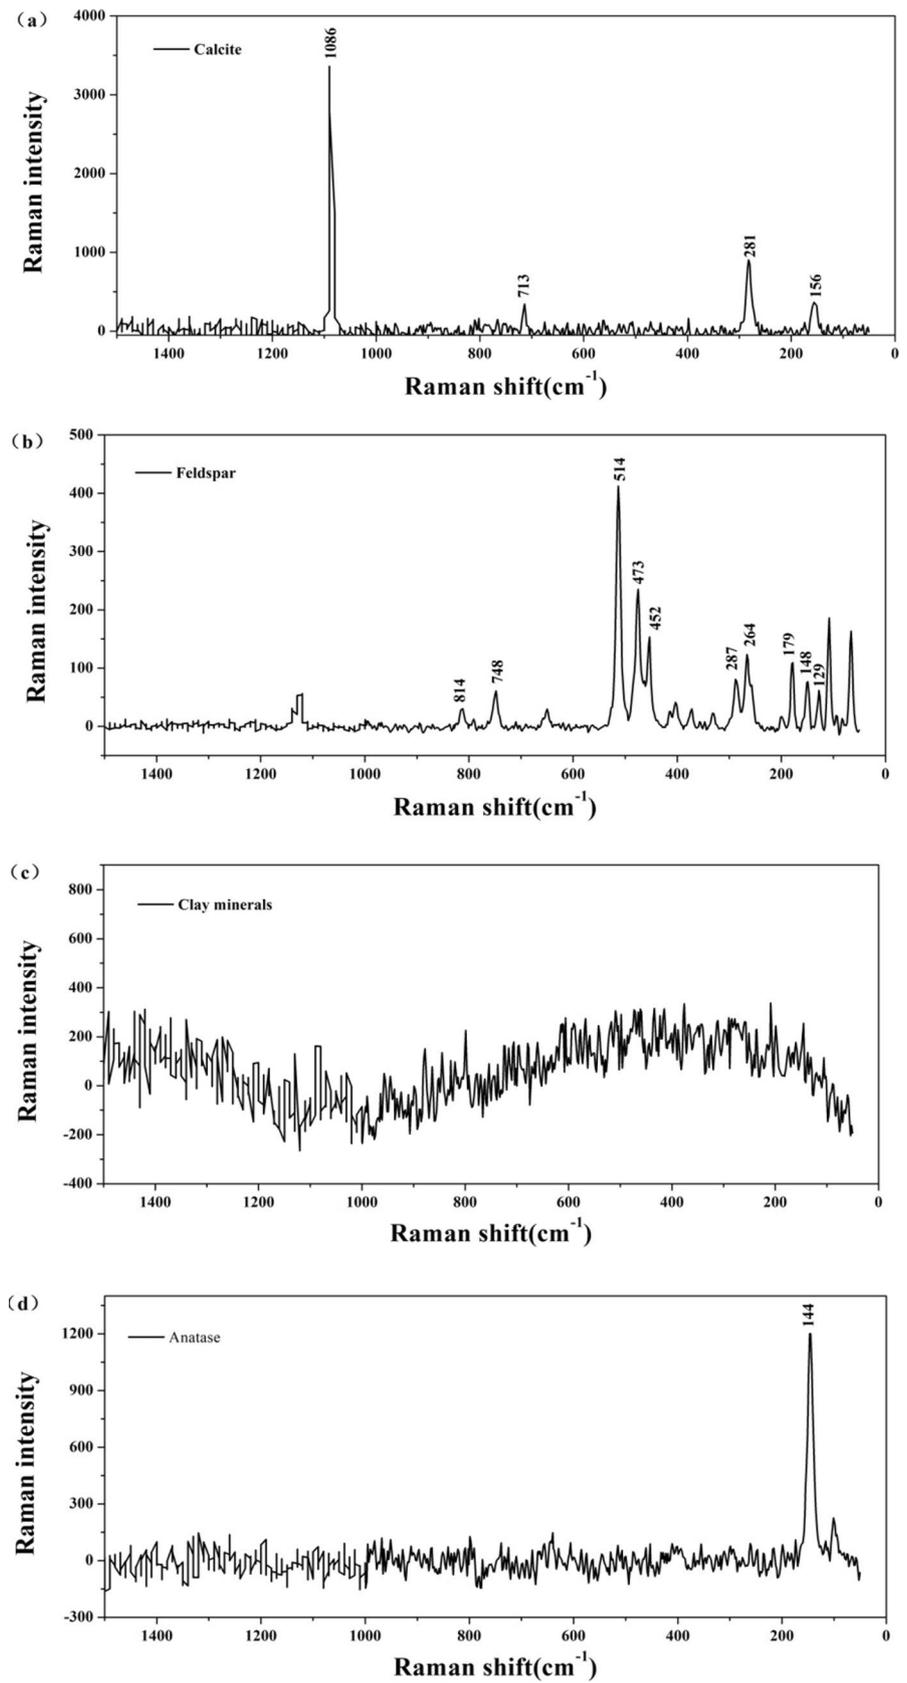 (a)
4000
3000
2000
1000
0
Raman intensity
Calcite
1086
713
281
156
1400 1200 1000 800 600 400 200 0
Raman shift(cm-1)
(b)
500
400
300
200
100
0
Raman intensity
Feldspar
814
748
514
473
452
287
264
179
148
129
1400 1200 1000 800 600 400 200 0
Raman shift(cm-1)
(c)
800
600
400
200
0
-200
-400
Raman intensity
Clay minerals
1400 1200 1000 800 600 400 200 0
Raman shift(cm-1)
(d)
1200
900
600
300
0
-300
Raman intensity
Anatase
144
1400 1200 1000 800 600 400 200 0
Raman shift(cm-1)